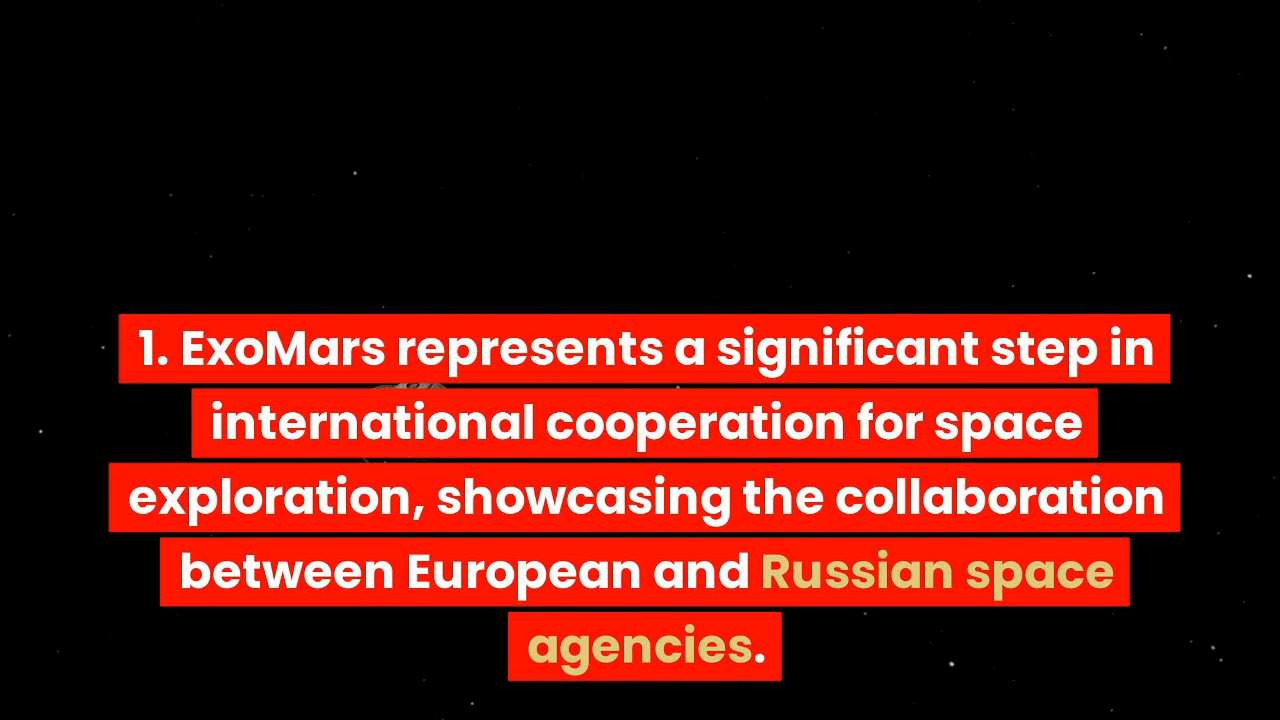 1. ExoMars represents a significant step in
international cooperation for space
exploration, showcasing the collaboration
between European and Russian space
agencies.